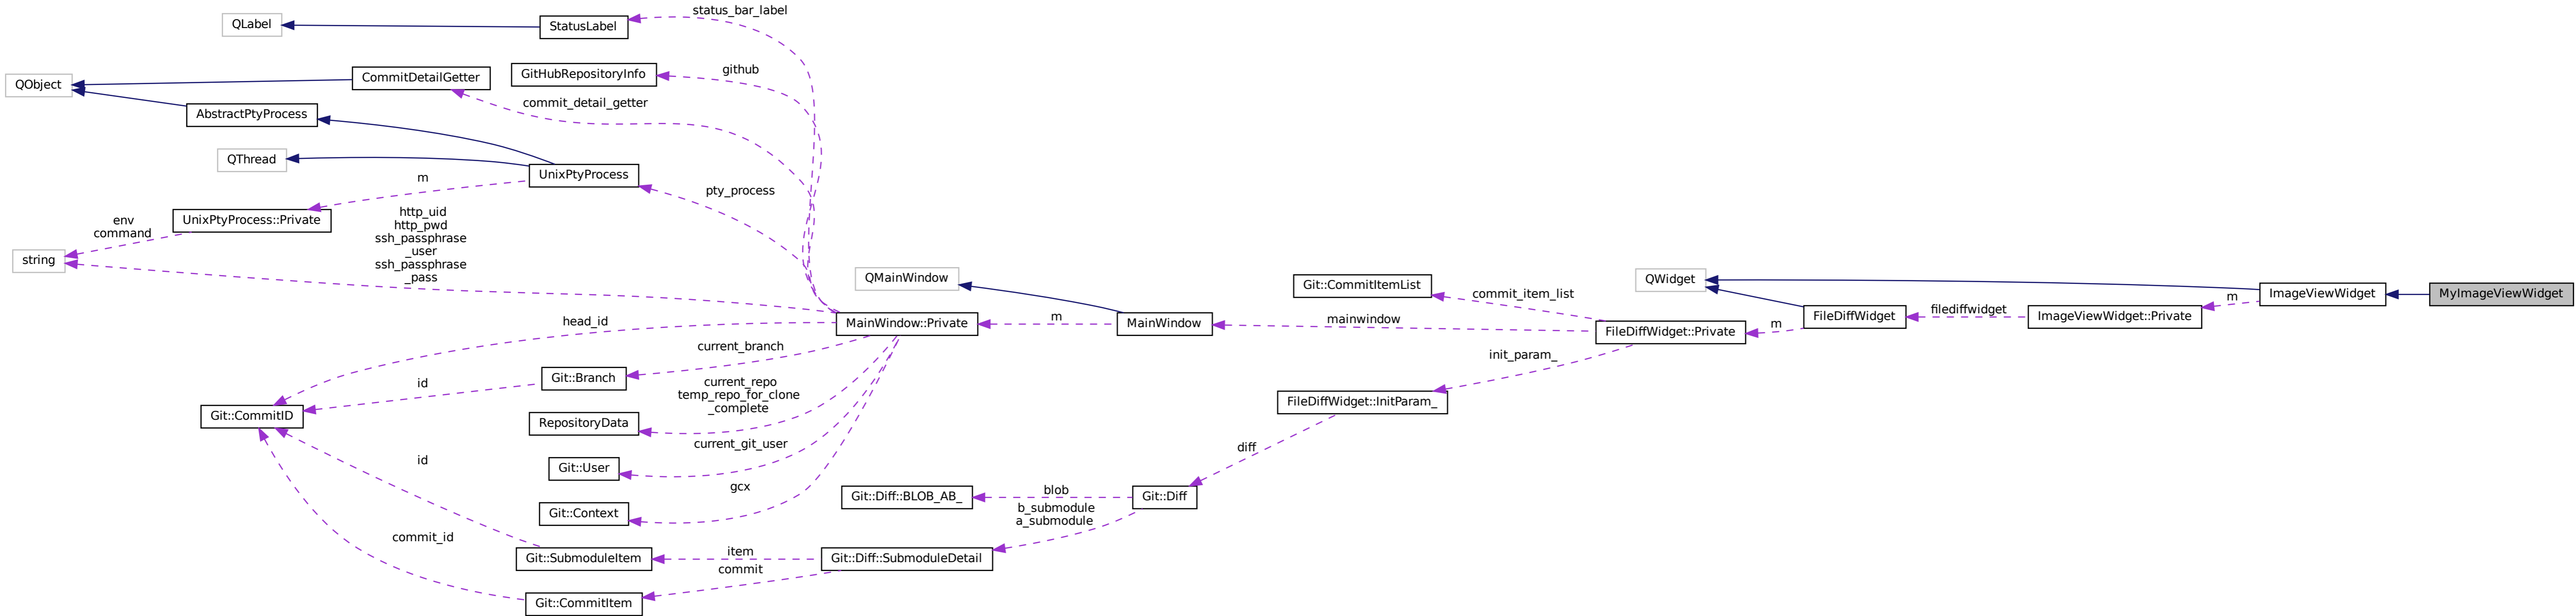 status_bar_label
QLabel
StatusLabel
github
GitHubRepositoryInfo
CommitDetailGetter
QObject
commit_detail_getter
AbstractPtyProcess
QThread
UnixPtyProcess
m
pty_process
env
command
UnixPtyProcess::Private
http_uid
http_pwd
ssh_passphrase
_user
ssh_passphrase
_pass
string
QMainWindow
Git::CommitItemList
QWidget
commit_item_list
ImageViewWidget
MyImageViewWidget
m
head_id
MainWindow::Private
m
MainWindow
mainwindow
FileDiffWidget::Private
m
FileDiffWidget
filediffwidget
ImageViewWidget::Private
current_branch
init_param_
id
Git::Branch
current_repo
temp_repo_for_clone
_complete
FileDiffWidget::InitParam_
Git::CommitID
RepositoryData
current_git_user
diff
id
Git::User
gcx
Git::Diff::BLOB_AB_
blob
Git::Diff
b_submodule
a_submodule
Git::Context
commit_id
Git::SubmoduleItem
item
Git::Diff::SubmoduleDetail
commit
Git::CommitItem